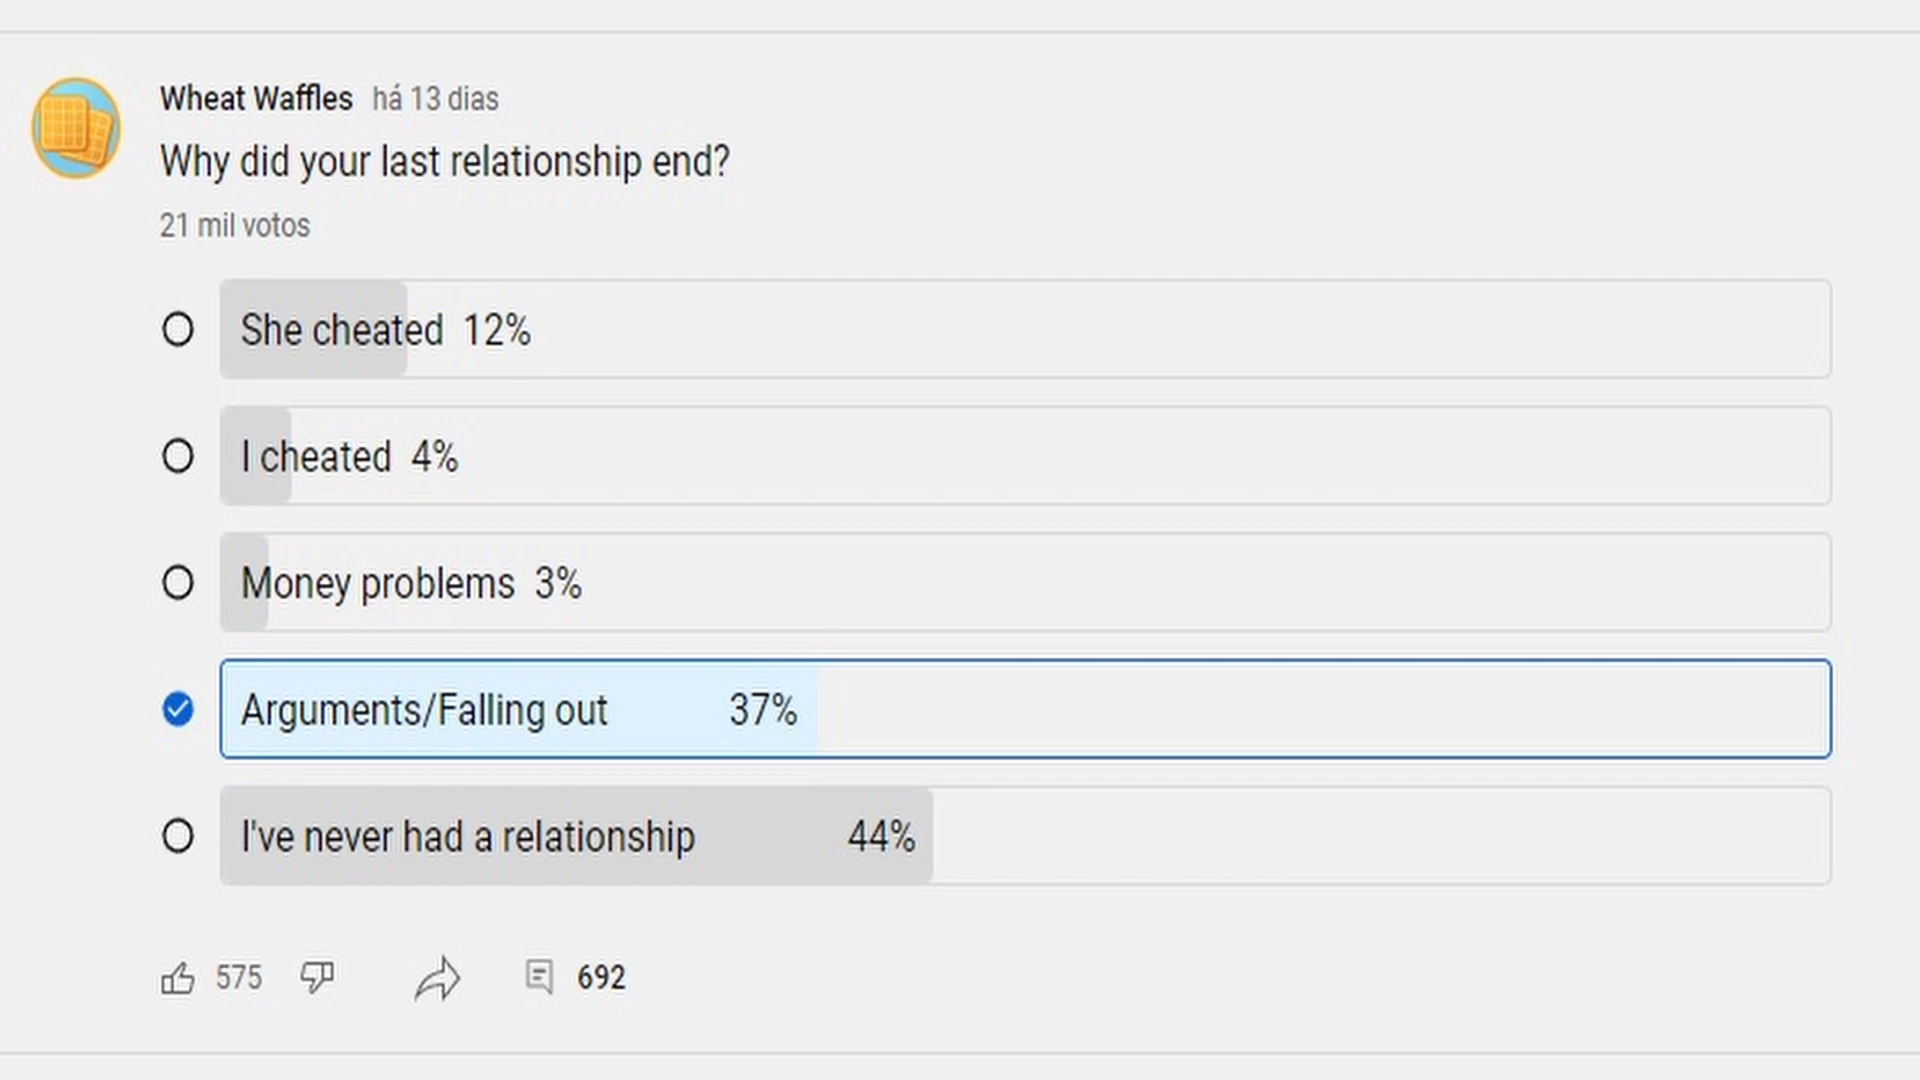 Wheat Waffles há 13 dias
Why did your last relationship end?
21 mil votos
She cheated 12%
I cheated 4%
Money problems 3%
Arguments/Falling out 37%
I've never had a relationship 44%
575 692